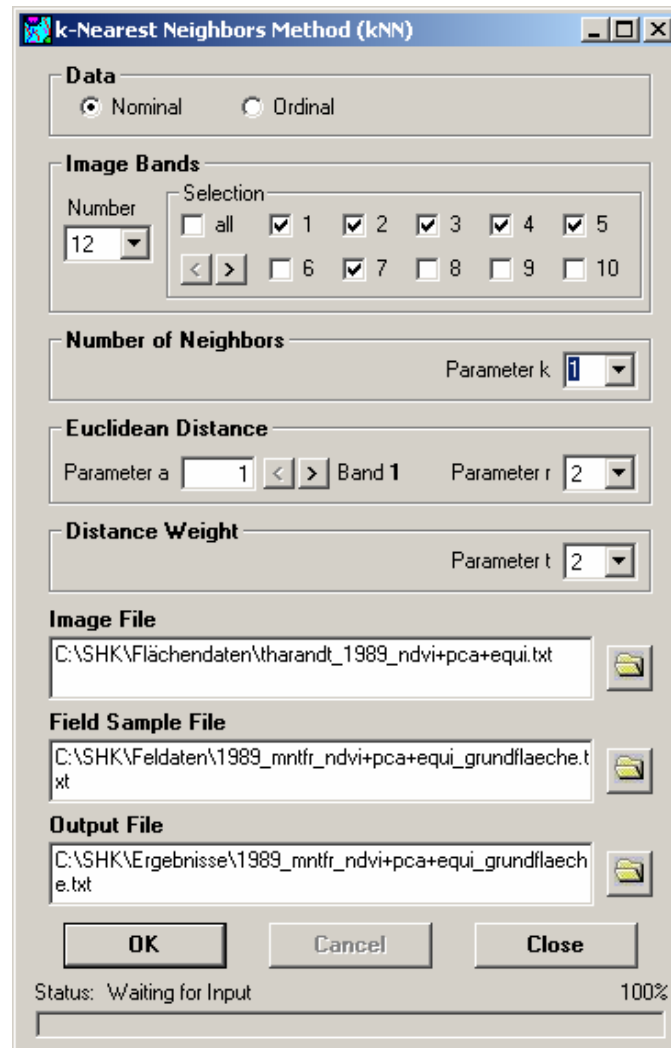 k-Nearest Neighbors Method (kNN)
Data
Nominal Ordinal
Image Bands
Number
Selection
12
all 1 2 3 4 5
< > 6 7 8 9 10
Number of Neighbors
Parameter k 1
Euclidean Distance
Parameter a 1 < > Band 1 Parameter r 2
Distance Weight
Parameter t 2
Image File
C:\SHK\Flächendaten\tharandt_1989_ndvi+pca+equi.txt
Field Sample File
C:\SHK\Feldaten\1989_mntfr_ndvi+pca+equi_grundflaeche.t
xt
Output File
C:\SHK\Ergebnisse\1989_mntfr_ndvi+pca+equi_grundflaech
e.txt
OK Cancel Close
Status: Waiting for Input 100%